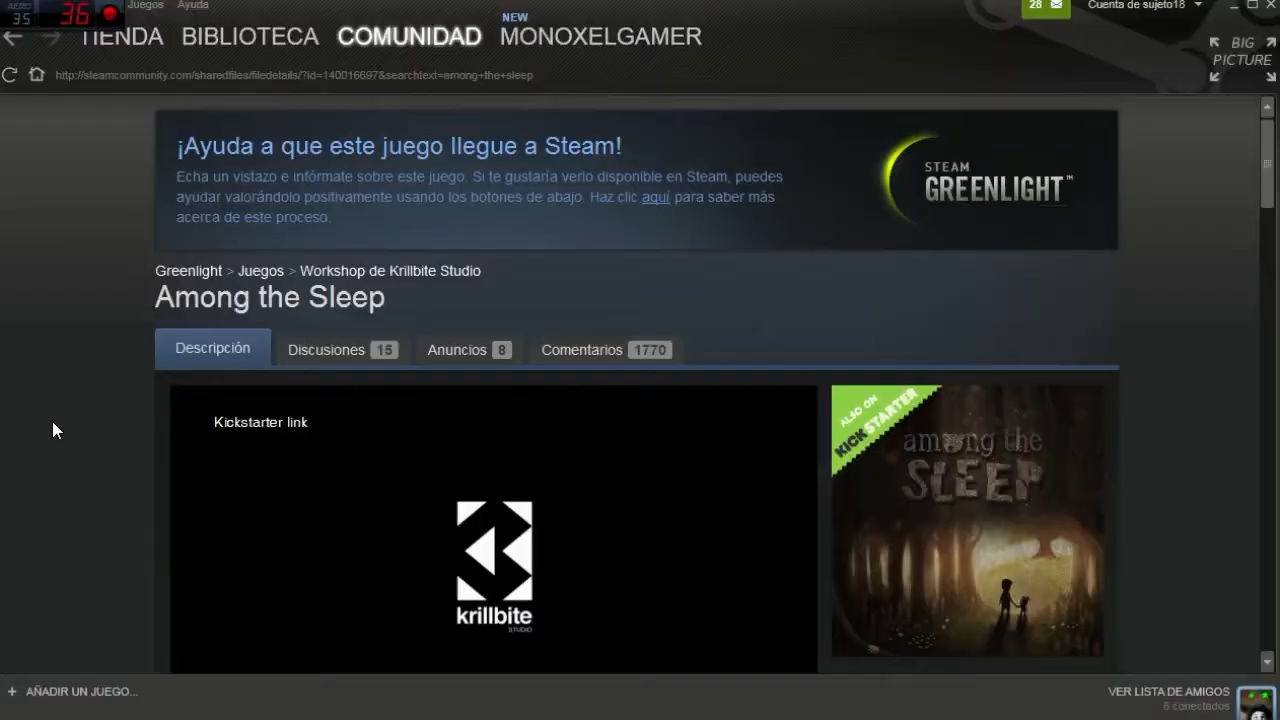 AERO
35
36
Juegos Ayuda
28
Cuenta de sujeto18
TIENDA BIBLIOTECA COMUNIDAD MONOXELGAMER
NEW
BIG
PICTURE
http://steamcommunity.com/sharedfiles/filedetails/?id=140016697&searchtext=among+the+sleep
¡Ayuda a que este juego llegue a Steam!
Echa un vistazo e infórmate sobre este juego. Si te gustaría verlo disponible en Steam, puedes
ayudar valorándolo positivamente usando los botones de abajo. Haz clic aquí para saber más
acerca de este proceso.
STEAM
GREENLIGHT™
Greenlight > Juegos > Workshop de Krillbite Studio
Among the Sleep
Descripción Discusiones 15 Anuncios 8 Comentarios 1770
Kickstarter link
krillbite
STUDIO
ALSO ON
KICKSTARTER
among the
SLEEP
+ AÑADIR UN JUEGO...
VER LISTA DE AMIGOS
6 conectados